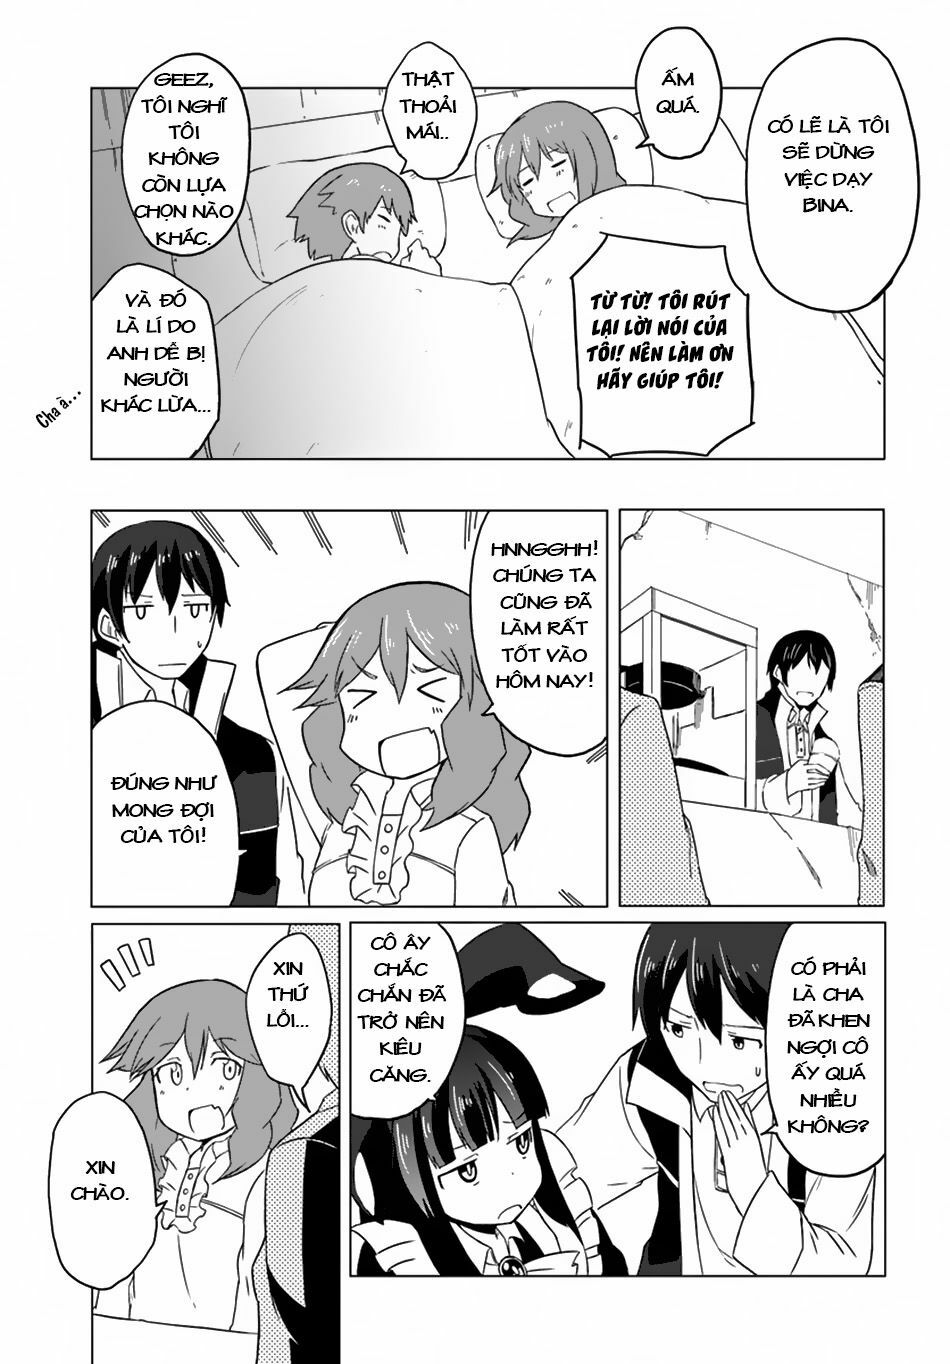 CÓ LẼ LÀ TÔI
SẼ DỪNG
VIỆC DẠY
BINA.
ẤM
QUÁ.
THẬT
THOẢI
MÁI..
GEEZ,
TÔI NGHĨ
TÔI
KHÔNG
CÒN LỰA
CHỌN NÀO
KHÁC.
TỪ TỪ! TÔI RÚT
LẠI LỜI NÓI CỦA
TÔI! NÊN LÀM ƠN
HÃY GIÚP TÔI!
VÀ ĐÓ
LÀ LÍ DO
ANH DỄ BỊ
NGƯỜI
KHÁC LỪA...
Cha à...
HNNGGHH!
CHÚNG TA
CŨNG ĐÃ
LÀM RẤT
TỐT VÀO
HÔM NAY!
ĐÚNG NHƯ
MONG ĐỢI
CỦA TÔI!
CÓ PHẢI
LÀ CHA
ĐÃ KHEN
NGỢI CÔ
ẤY QUÁ
NHIỀU
KHÔNG?
CÔ ÂY
CHẮC
CHẮN ĐÃ
TRỞ NÊN
KIÊU
CĂNG.
XIN
THỨ
LỖI...
XIN
CHÀO.